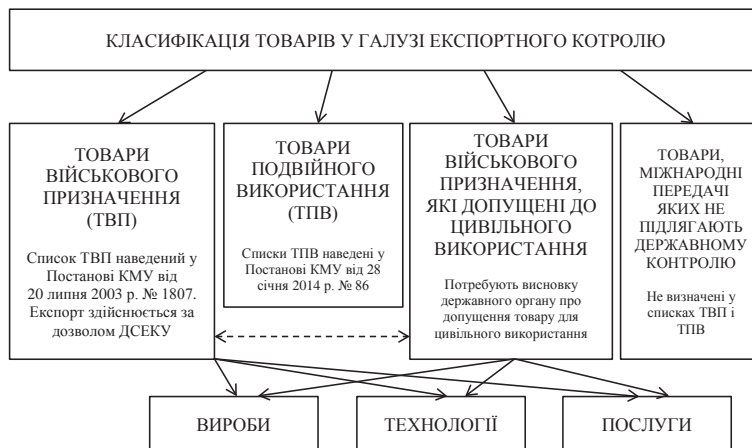 КЛАСИФІКАЦІЯ ТОВАРІВ У ГАЛУЗІ ЕКСПОРТНОГО КОТРОЛЮ
ТОВАРИ
ВІЙСЬКОВОГО
ПРИЗНАЧЕННЯ
(ТВП)
Список ТВП наведений у
Постанові КМУ від
20 липня 2003 р. № 1807.
Експорт здійснюється за
дозволом ДСЕКУ
ТОВАРИ
ПОДВІЙНОГО
ВИКОРИСТАННЯ
(ТПВ)
Списки ТПВ наведені у
Постанові КМУ від 28
січня 2014 р. № 86
ТОВАРИ
ВІЙСЬКОВОГО
ПРИЗНАЧЕННЯ,
ЯКІ ДОПУЩЕНІ ДО
ЦИВІЛЬНОГО
ВИКОРИСТАННЯ
Потребують висновку
державного органу про
допущення товару для
цивільного використання
ТОВАРИ,
МІЖНАРОДНІ
ПЕРЕДАЧІ
ЯКИХ НЕ
ПІДЛЯГАЮТЬ
ДЕРЖАВНОМУ
КОНТРОЛЮ
Не визначені у
списках ТВП і
ТПВ
ВИРОБИ
ТЕХНОЛОГІЇ
ПОСЛУГИ